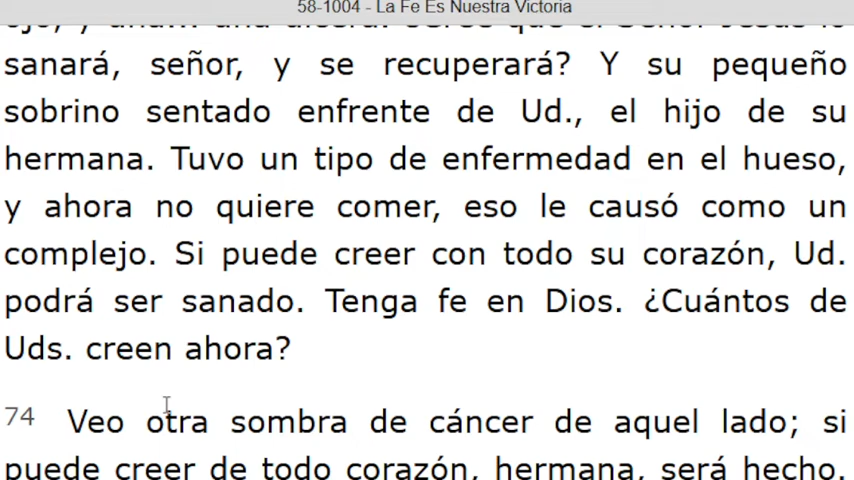 58-1004 - La Fe Es Nuestra Victoria
sanará, señor, y se recuperará? Y su pequeño
sobrino sentado enfrente de Ud., el hijo de su
hermana. Tuvo un tipo de enfermedad en el hueso,
y ahora no quiere comer, eso le causó como un
complejo. Si puede creer con todo su corazón, Ud.
podrá ser sanado. Tenga fe en Dios. ¿Cuántos de
Uds. creen ahora?
74 Veo otra sombra de cáncer de aquel lado; si
puede creer de todo corazón, hermana, será hecho.